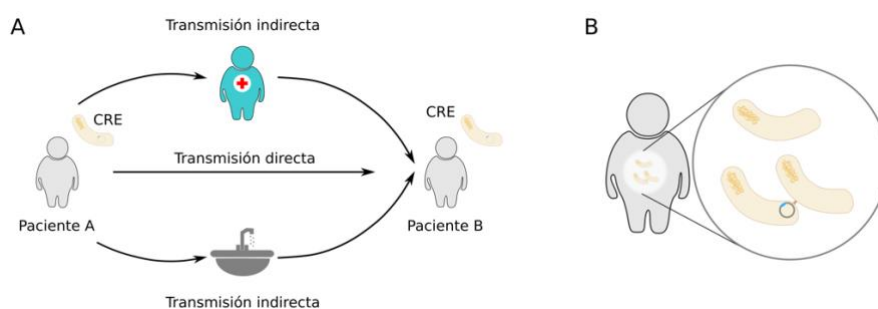 A
Transmisión indirecta
B
CRE
CRE
Transmisión directa
Paciente A
Paciente B
Transmisión indirecta